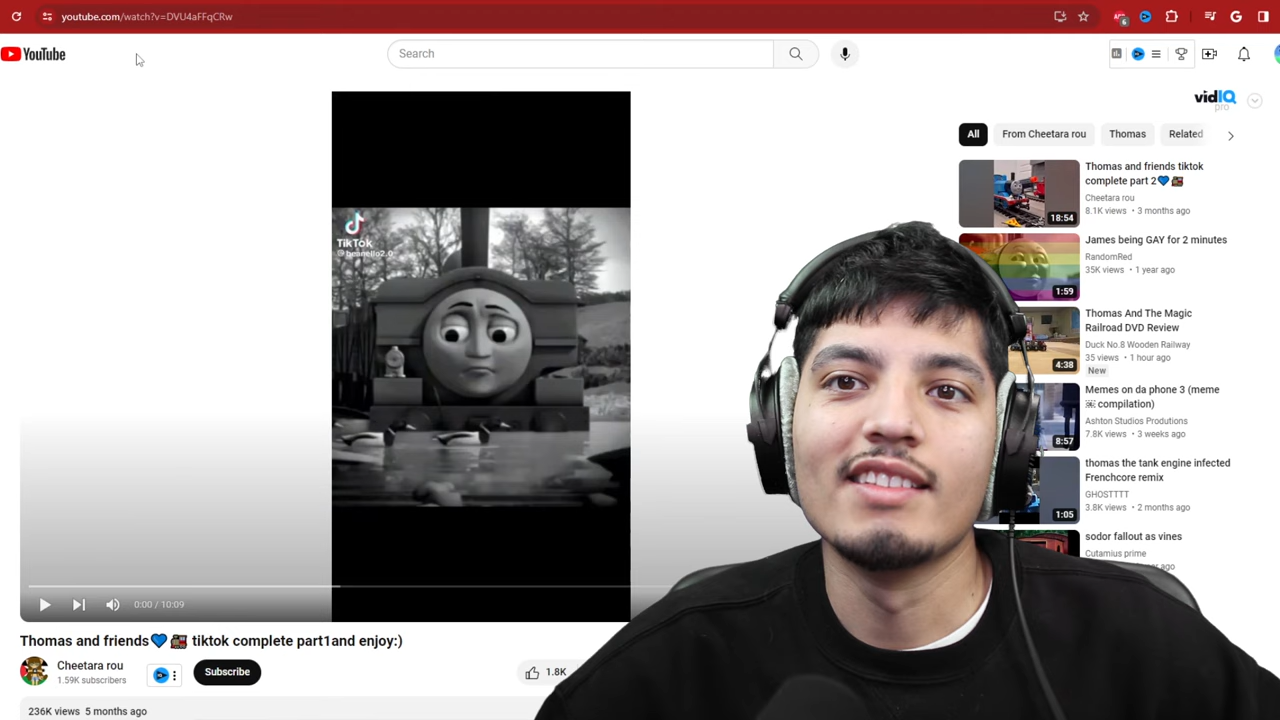 youtube.com/watch?v=DVU4aFFqCRw
6
YouTube
Search
vidIQ
pro
All
From Cheetara rou
Thomas
Related
TikTok
@beanello2.0
Thomas and friends tiktok
complete part 2💙🚂
Cheetara rou
8.1K views • 3 months ago
18:54
James being GAY for 2 minutes
RandomRed
35K views • 1 year ago
1:59
Thomas And The Magic
Railroad DVD Review
Duck No.8 Wooden Railway
35 views • 1 hour ago
New
4:38
Memes on da phone 3 (meme
compilation)
Ashton Studios Produtions
7.8K views • 3 weeks ago
8:57
thomas the tank engine infected
Frenchcore remix
GHOSTTTT
3.8K views • 2 months ago
1:05
sodor fallout as vines
Cutamius prime
ago
0:00 / 10:09
Thomas and friends💙🚂 tiktok complete part1and enjoy:)
Cheetara rou
1.59K subscribers
Subscribe
1.8K
236K views 5 months ago